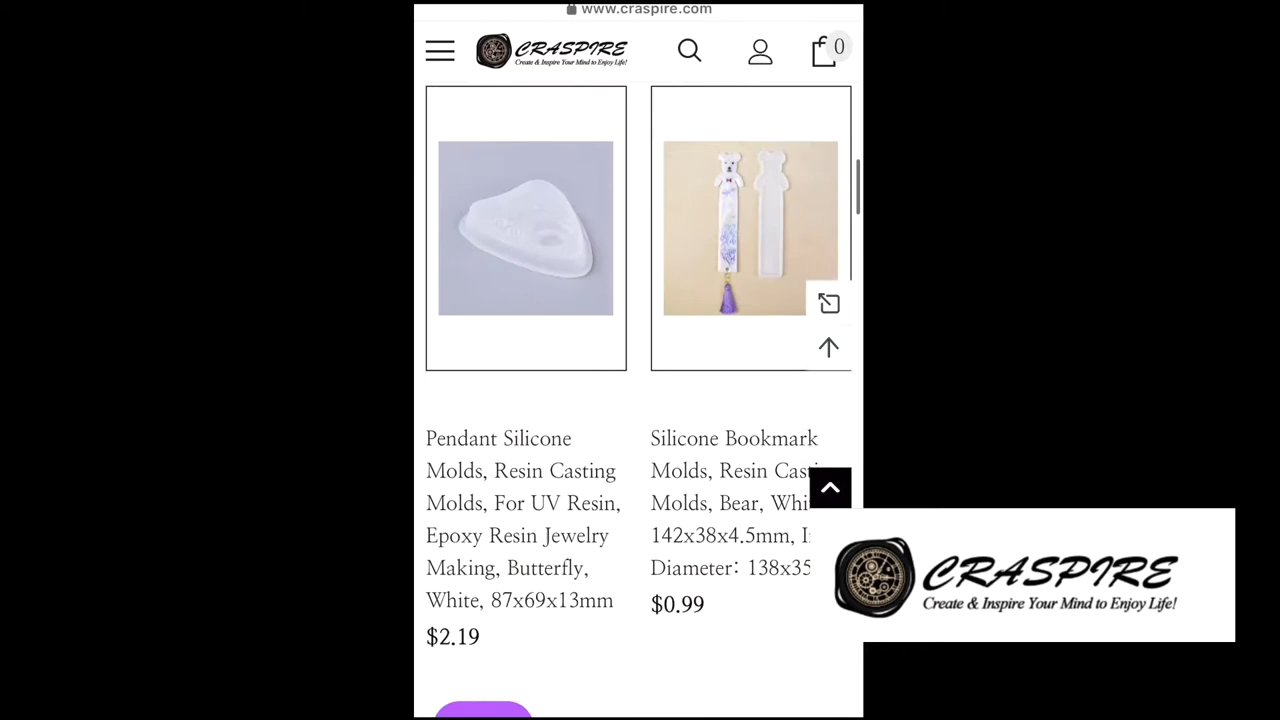 www.craspire.com
CRASPIRE
Create & Inspire Your Mind to Enjoy Life!
0
Pendant Silicone
Molds, Resin Casting
Molds, For UV Resin,
Epoxy Resin Jewelry
Making, Butterfly,
White, 87x69x13mm
$2.19
Silicone Bookmark
Molds, Resin
Molds, Bear,
142x38x4.5mm,
Diameter: 138x35
$0.99
CRASPIRE
Create & Inspire Your Mind to Enjoy Life!